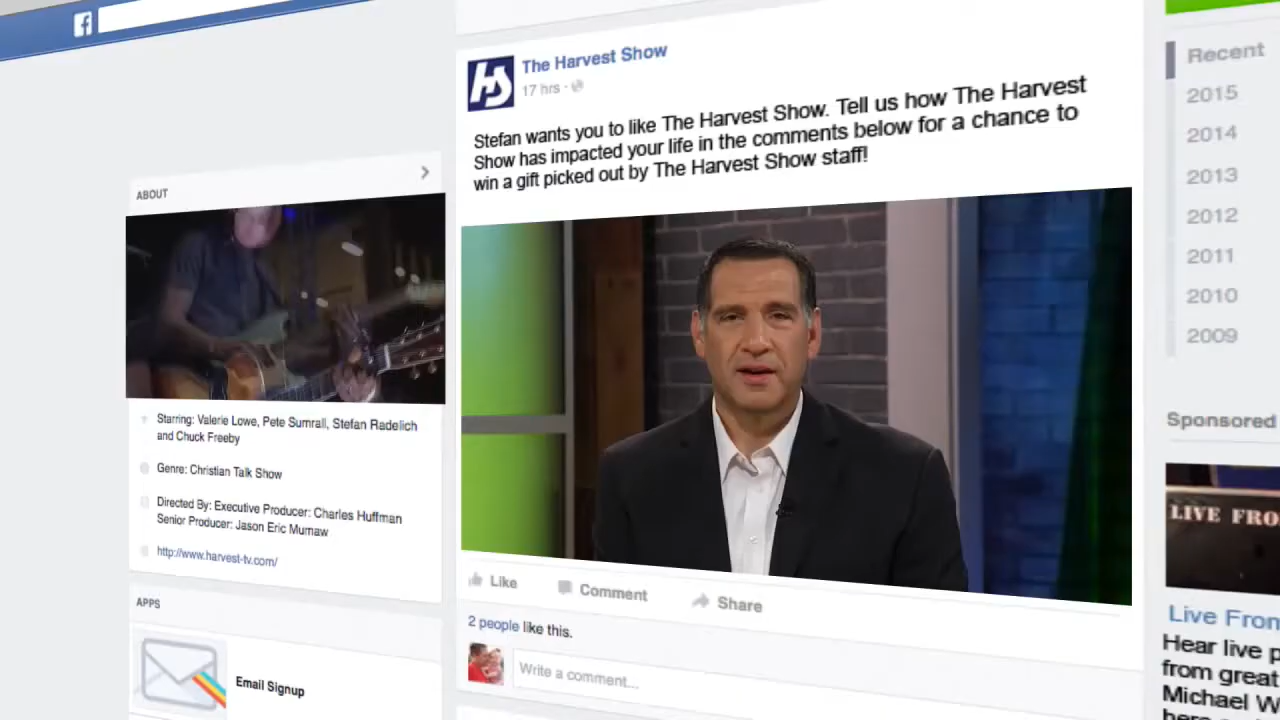 The Harvest Show
17 hrs ·
Stefan wants you to like The Harvest Show. Tell us how The Harvest
Show has impacted your life in the comments below for a chance to
win a gift picked out by The Harvest Show staff!
ABOUT
Starring: Valerie Lowe, Pete Sumrall, Stefan Radelich
and Chuck Freeby
Genre: Christian Talk Show
Directed By: Executive Producer: Charles Huffman
Senior Producer: Jason Eric Mumaw
http://www.harvest-tv.com/
APPS
Email Signup
Like Comment Share
2 people like this.
Write a comment...
Recent
2015
2014
2013
2012
2011
2010
2009
Sponsored
LIVE FRO
Live From
Hear live p
from great
Michael W